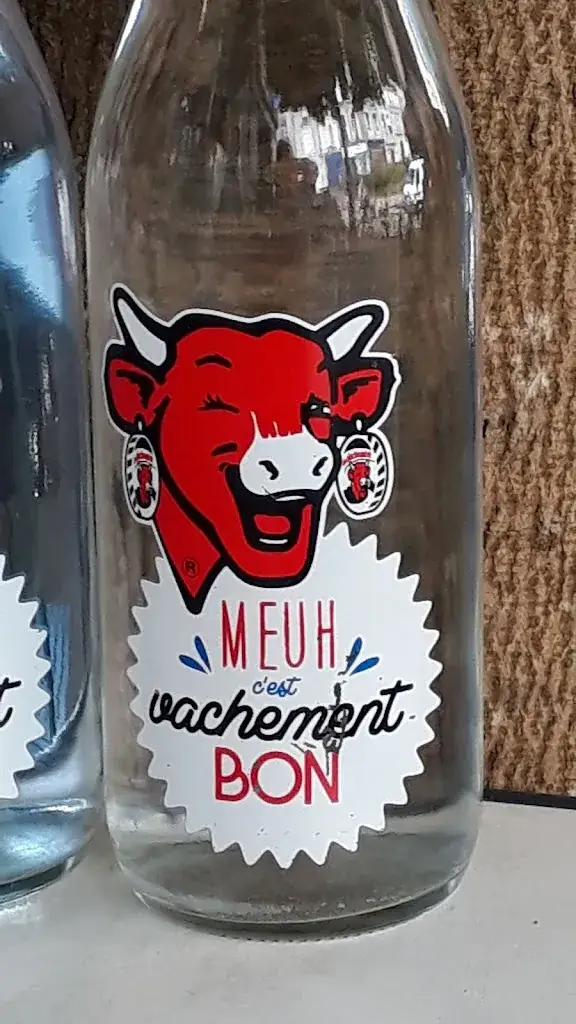 ®
MEUH
c'est
vachement
BON
t